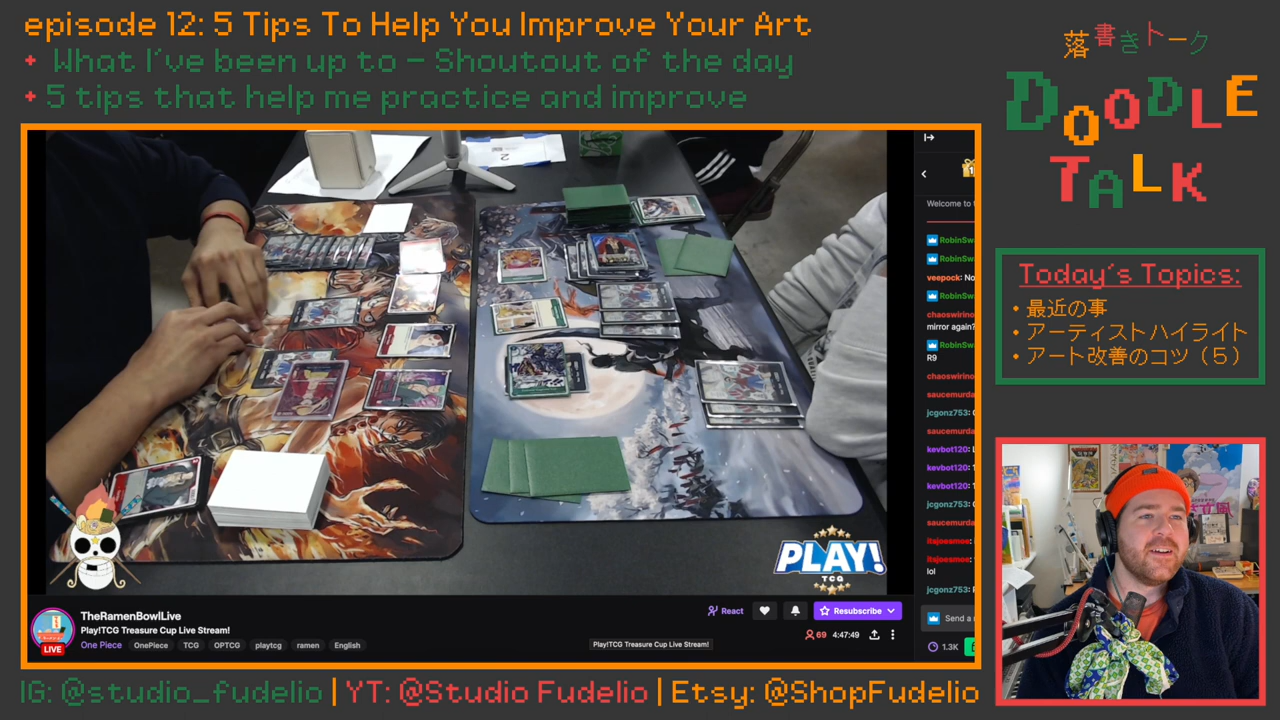 episode 12: 5 Tips To Help You Improve Your Art
+ What I've been up to - Shoutout of the day
+ 5 tips that help me practice and improve
落書きトーク
DOODLE
TALK
Today's Topics:
• 最近の事
• アーティストハイライト
• アート改善のコツ（5）
Welcome to
RobinSw
RobinSw
veepock: No
RobinSw
chaoswirino
mirror again?
RobinSw
R9
chaoswirino
saucemurda
jcgonz753:
saucemurda
kevbot120:
kevbot120: 1
kevbot120: 1
jcgonz753:
saucemurda
itsjoesmoe:
itsjoesmoe:
lol
jcgonz753:
Send a
1.3K
PLAY!
TCG
TheRamenBowlLive
Play!TCG Treasure Cup Live Stream!
One Piece OnePiece TCG OPTCG playtcg ramen English
LIVE
React
Resubscribe
69 4:47:49
Play!TCG Treasure Cup Live Stream!
IG: @studio_fudelio | YT: @Studio Fudelio | Etsy: @ShopFudelio